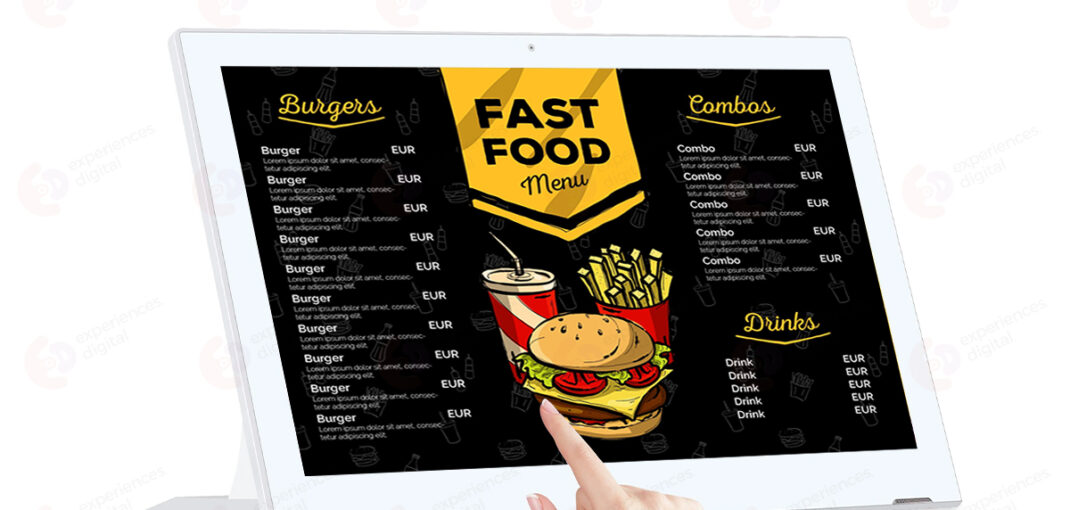 Burgers
Burger EUR
Lorem ipsum dolor sit amet, consec-
tetur adipiscing elit.
Burger EUR
Lorem ipsum dolor sit amet, consec-
tetur adipiscing elit.
Burger EUR
Lorem ipsum dolor sit amet, consec-
tetur adipiscing elit.
Burger EUR
Lorem ipsum dolor sit amet, consec-
tetur adipiscing elit.
Burger EUR
Lorem ipsum dolor sit amet, consec-
tetur adipiscing elit.
Burger EUR
Lorem ipsum dolor sit amet, consec-
tetur adipiscing elit.
Burger EUR
Lorem ipsum dolor sit amet, consec-
tetur adipiscing elit.
Burger EUR
Lorem ipsum dolor sit amet, consec-
tetur adipiscing elit.
Burger EUR
Lorem ipsum dolor sit amet, consec-
tetur adipiscing elit.
Burger EUR
Lorem ipsum dolor sit amet, consec-
tetur adipiscing elit.
FAST
FOOD
Menu
Combos
Combo EUR
Lorem ipsum dolor sit amet, consec-
tetur adipiscing elit.
Combo EUR
Lorem ipsum dolor sit amet, consec-
tetur adipiscing elit.
Combo EUR
Lorem ipsum dolor sit amet, consec-
tetur adipiscing elit.
Combo EUR
Lorem ipsum dolor sit amet, consec-
tetur adipiscing elit.
Combo EUR
Lorem ipsum dolor sit amet, consec-
tetur adipiscing elit.
Drinks
Drink EUR
Drink EUR
Drink EUR
Drink EUR
Drink EUR
experiences.
digital
experiences.
digital
experiences.
digital
experiences.
digital
experiences.
experiences.
experiences.